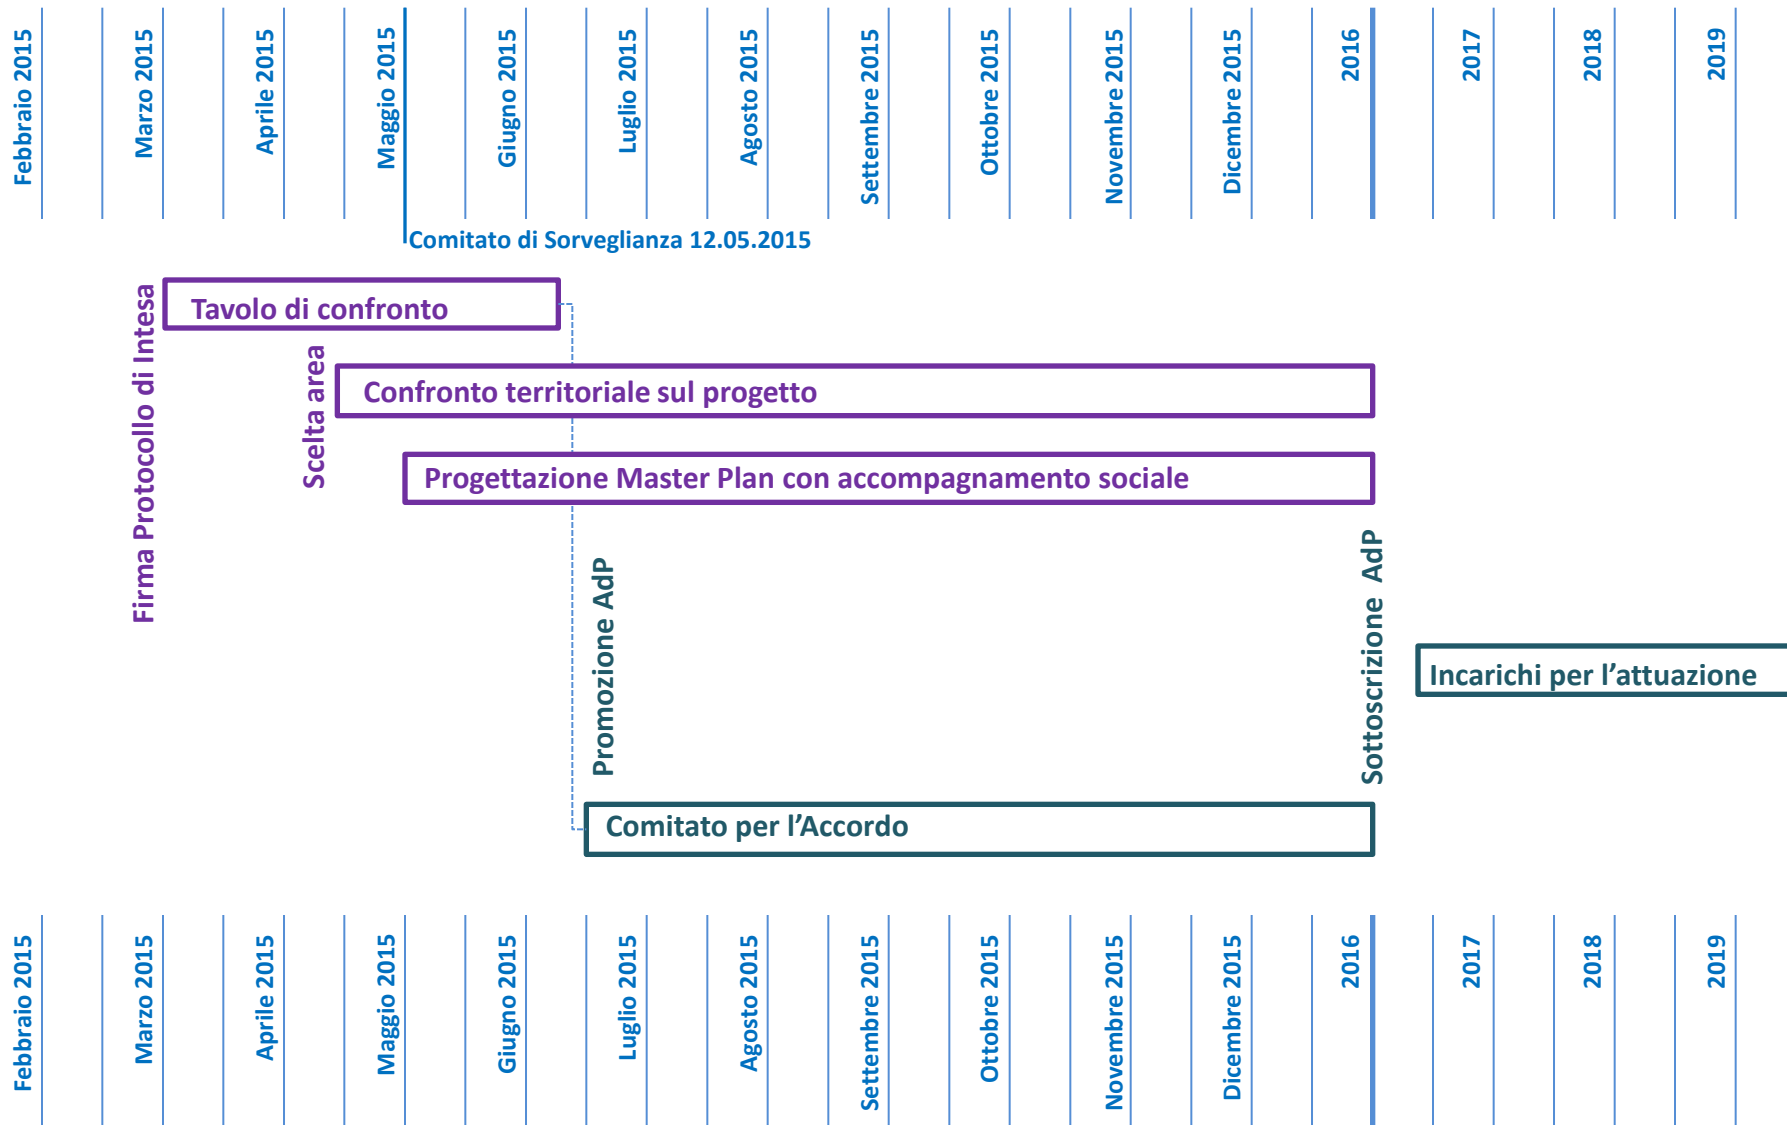 Febbraio 2015
Marzo 2015
Aprile 2015
Maggio 2015
Giugno 2015
Luglio 2015
Agosto 2015
Settembre 2015
Ottobre 2015
Novembre 2015
Dicembre 2015
2016
2017
2018
2019
Comitato di Sorveglianza 12.05.2015
Firma Protocollo di Intesa
Tavolo di confronto
Scelta area
Confronto territoriale sul progetto
Progettazione Master Plan con accompagnamento sociale
Promozione AdP
Sottoscrizione AdP
Incarichi per l’attuazione
Comitato per l’Accordo
Febbraio 2015
Marzo 2015
Aprile 2015
Maggio 2015
Giugno 2015
Luglio 2015
Agosto 2015
Settembre 2015
Ottobre 2015
Novembre 2015
Dicembre 2015
2016
2017
2018
2019